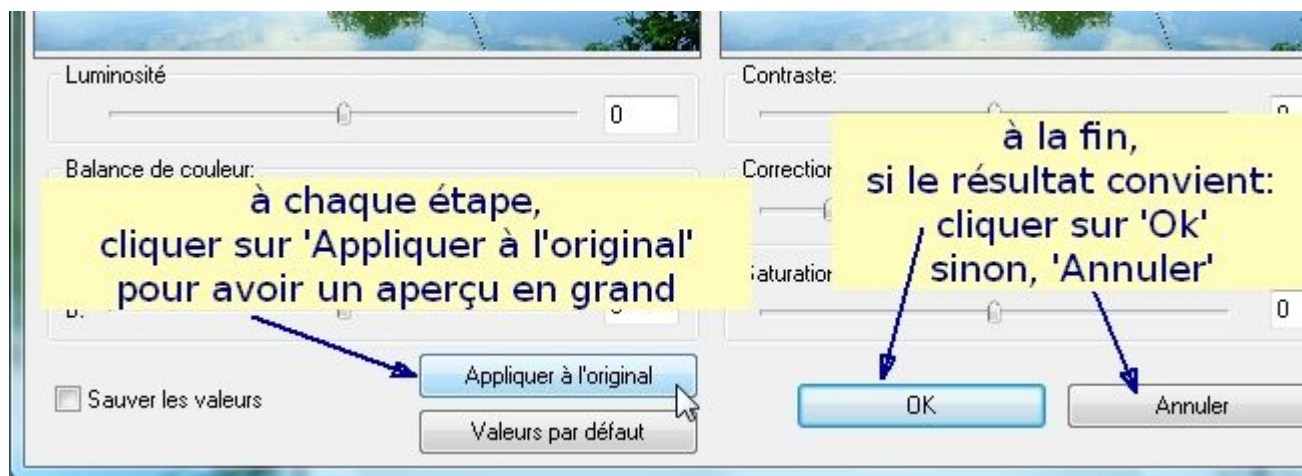 Luminosité
0
Contraste:
Balance de couleur:
Correction
à chaque étape,
cliquer sur 'Appliquer à l'original'
pour avoir un aperçu en grand
à la fin,
si le résultat convient:
cliquer sur 'Ok'
sinon, 'Annuler'
0
Sauver les valeurs
Appliquer à l'original
Valeurs par défaut
OK
Annuler